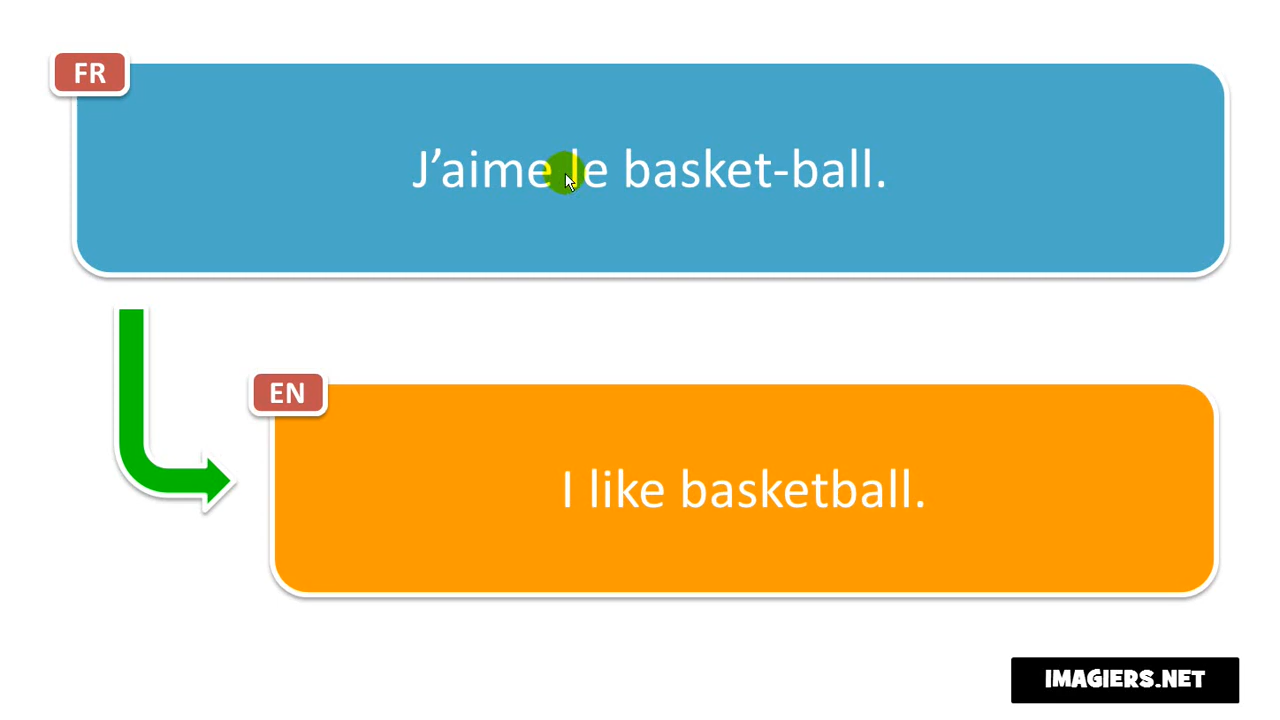 FR
J’aime le basket-ball.
EN
I like basketball.
IMAGIERS.NET